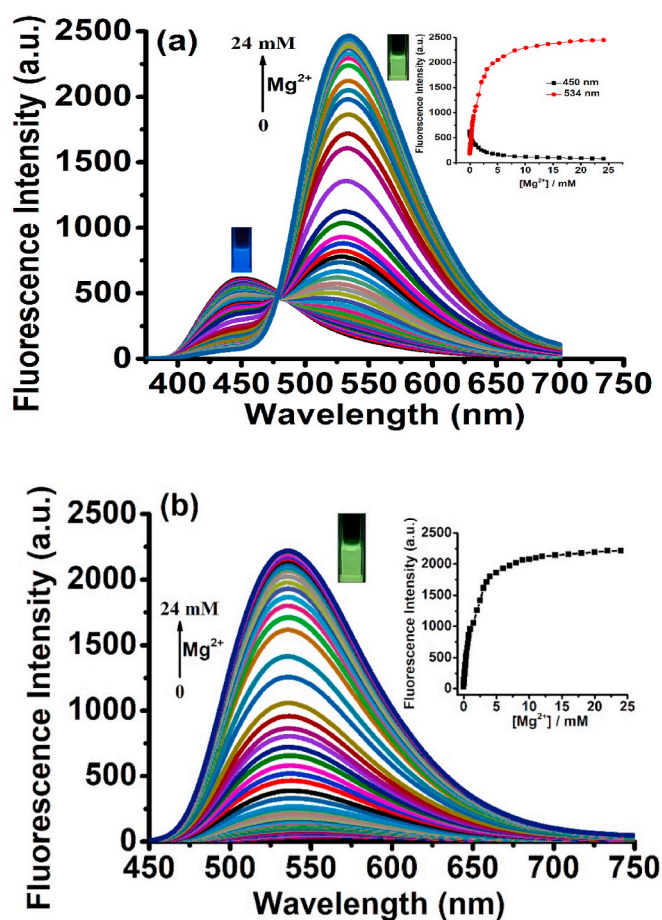 (a)
Fluorescence Intensity (a.u.)
2500
2000
1500
1000
500
0
24 mM
Mg²⁺
0
400 450 500 550 600 650 700 750
Wavelength (nm)
Fluorescence Intensity (a.u.)
2500
2000
1500
1000
500
0
450 nm
534 nm
0 5 10 15 20 25
[Mg²⁺] / mM
(b)
Fluorescence Intensity (a.u.)
2500
2000
1500
1000
500
0
24 mM
Mg²⁺
0
450 500 550 600 650 700 750
Wavelength (nm)
Fluorescence Intensity (a.u.)
2500
2000
1500
1000
500
0
0 5 10 15 20 25
[Mg²⁺] / mM